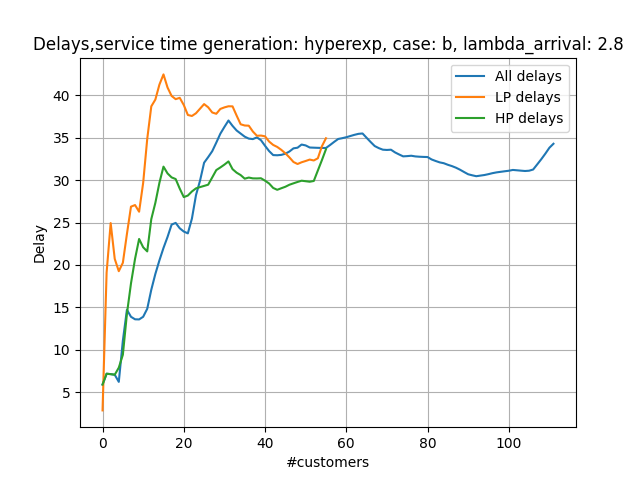 Delays,service time generation: hyperexp, case: b, lambda_arrival: 2.8
All delays
LP delays
HP delays
Delay
40
35
30
25
20
15
10
5
0
20
40
60
80
100
#customers